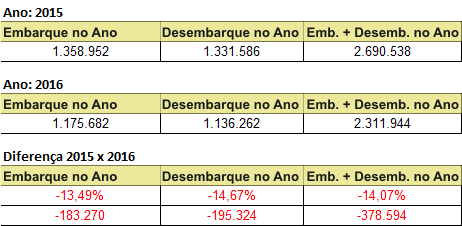 Ano: 2015
Embarque no Ano Desembarque no Ano Emb. + Desemb. no Ano
1.358.952 1.331.586 2.690.538
Ano: 2016
Embarque no Ano Desembarque no Ano Emb. + Desemb. no Ano
1.175.682 1.136.262 2.311.944
Diferença 2015 x 2016
Embarque no Ano Desembarque no Ano Emb. + Desemb. no Ano
-13,49% -14,67% -14,07%
-183.270 -195.324 -378.594